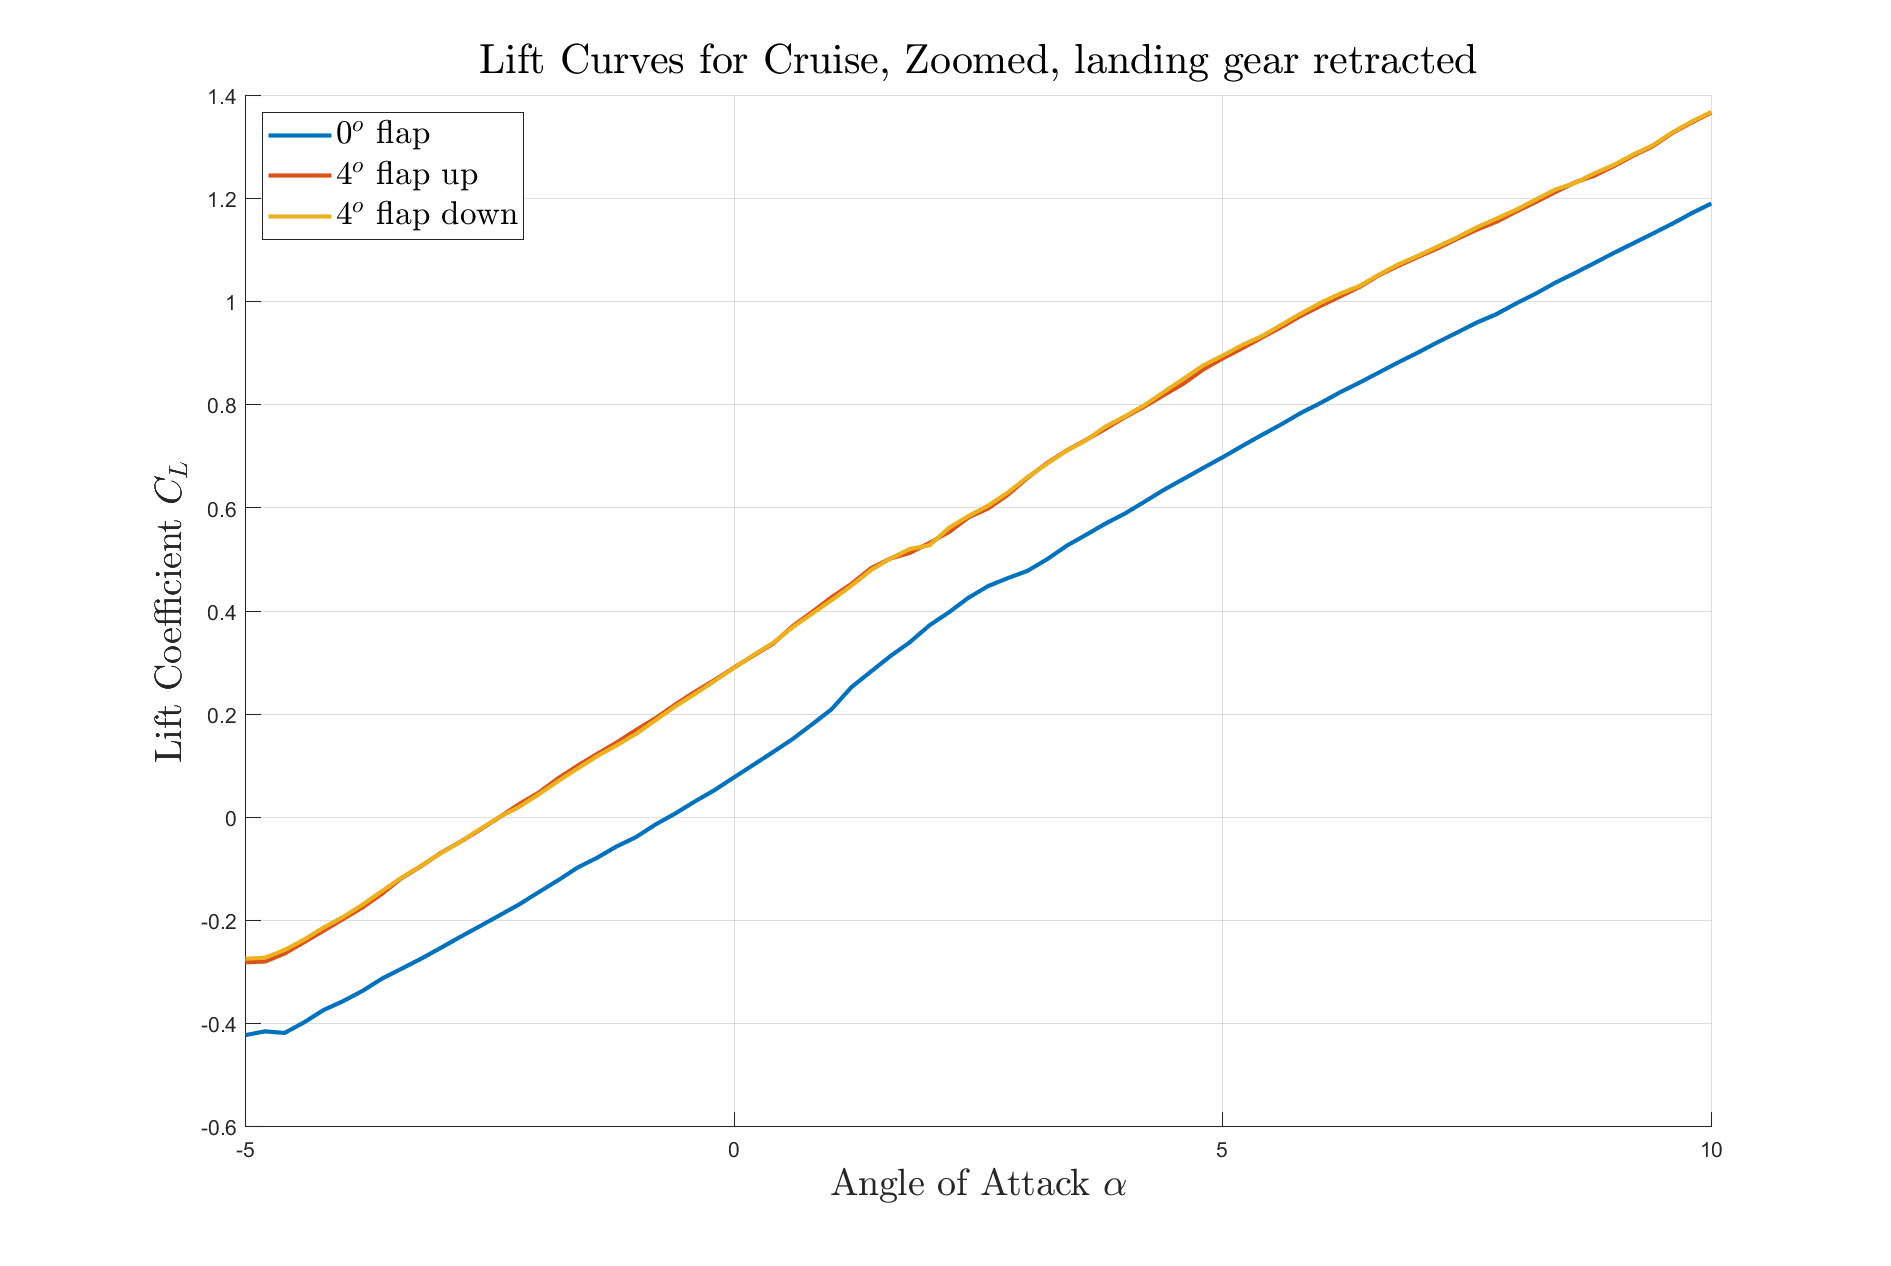 Lift Curves for Cruise, Zoomed, landing gear retracted
0° flap
4° flap up
4° flap down
1.4
1.2
1
0.8
0.6
0.4
0.2
0
-0.2
-0.4
-0.6
Lift Coefficient C_L
-5 0 5 10
Angle of Attack α